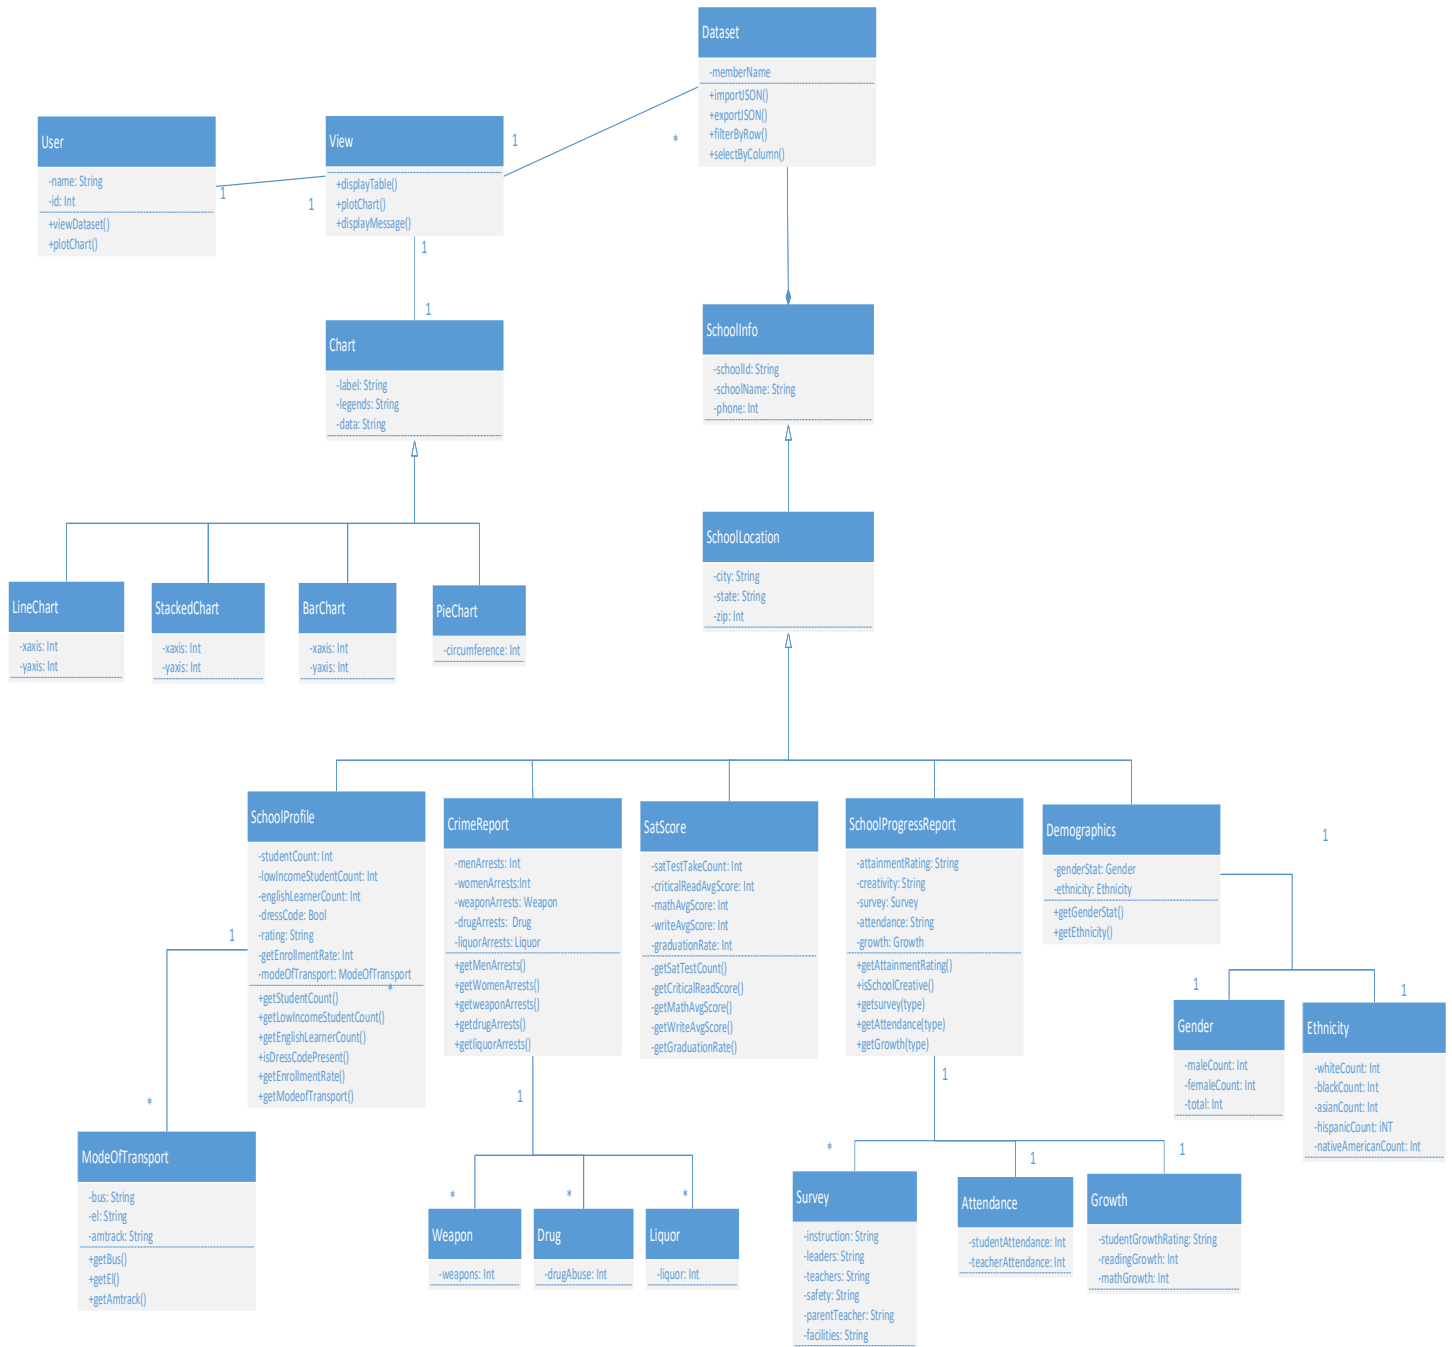 Dataset
-memberName
+importJSON()
+exportJSON()
+filterByRow()
+selectByColumn()
User
-name: String
-id: Int
+viewDataset()
+plotChart()
1
View
+displayTable()
+plotChart()
+displayMessage()
1
1
*
1
1
Chart
-label: String
-legends: String
-data: String
SchoolInfo
-schoolId: String
-schoolName: String
-phone: Int
SchoolLocation
-city: String
-state: String
-zip: Int
LineChart
-xaxis: Int
-yaxis: Int
StackedChart
-xaxis: Int
-yaxis: Int
BarChart
-xaxis: Int
-yaxis: Int
PieChart
-circumference: Int
SchoolProfile
-studentCount: Int
-lowIncomeStudentCount: Int
-englishLearnerCount: Int
-dressCode: Bool
-rating: String
-getEnrollmentRate: Int
-modeOfTransport: ModeOfTransport
*
+getStudentCount()
+getLowIncomeStudentCount()
+getEnglishLearnerCount()
+isDressCodePresent()
+getEnrollmentRate()
+getModeofTransport()
CrimeReport
-menArrests: Int
-womenArrests:Int
-weaponArrests: Weapon
-drugArrests:  Drug
-liquorArrests: Liquor
+getMenArrests()
+getWomenArrests()
+getweaponArrests()
+getdrugArrests()
+getliquorArrests()
SatScore
-satTestTakeCount: Int
-criticalReadAvgScore: Int
-mathAvgScore: Int
-writeAvgScore: Int
-graduationRate: Int
-getSatTestCount()
-getCriticalReadScore()
-getMathAvgScore()
-getWriteAvgScore()
-getGraduationRate()
SchoolProgressReport
-attainmentRating: String
-creativity: String
-survey: Survey
-attendance: String
-growth: Growth
+getAttainmentRating()
+isSchoolCreative()
+getsurvey(type)
+getAttendance(type)
+getGrowth(type)
Demographics
-genderStat: Gender
-ethnicity: Ethnicity
+getGenderStat()
+getEthnicity()
1
1
1
Gender
-maleCount: Int
-femaleCount: Int
-total: Int
Ethnicity
-whiteCount: Int
-blackCount: Int
-asianCount: Int
-hispanicCount: iNT
-nativeAmericanCount: Int
1
*
ModeOfTransport
-bus: String
-el: String
-amtrack: String
+getBus()
+getEl()
+getAmtrack()
1
*
*
*
Weapon
-weapons: Int
Drug
-drugAbuse: Int
Liquor
-liquor: Int
1
*
1
1
Survey
-instruction: String
-leaders: String
-teachers: String
-safety: String
-parentTeacher: String
-facilities: String
Attendance
-studentAttendance: Int
-teacherAttendance: Int
Growth
-studentGrowthRating: String
-readingGrowth: Int
-mathGrowth: Int